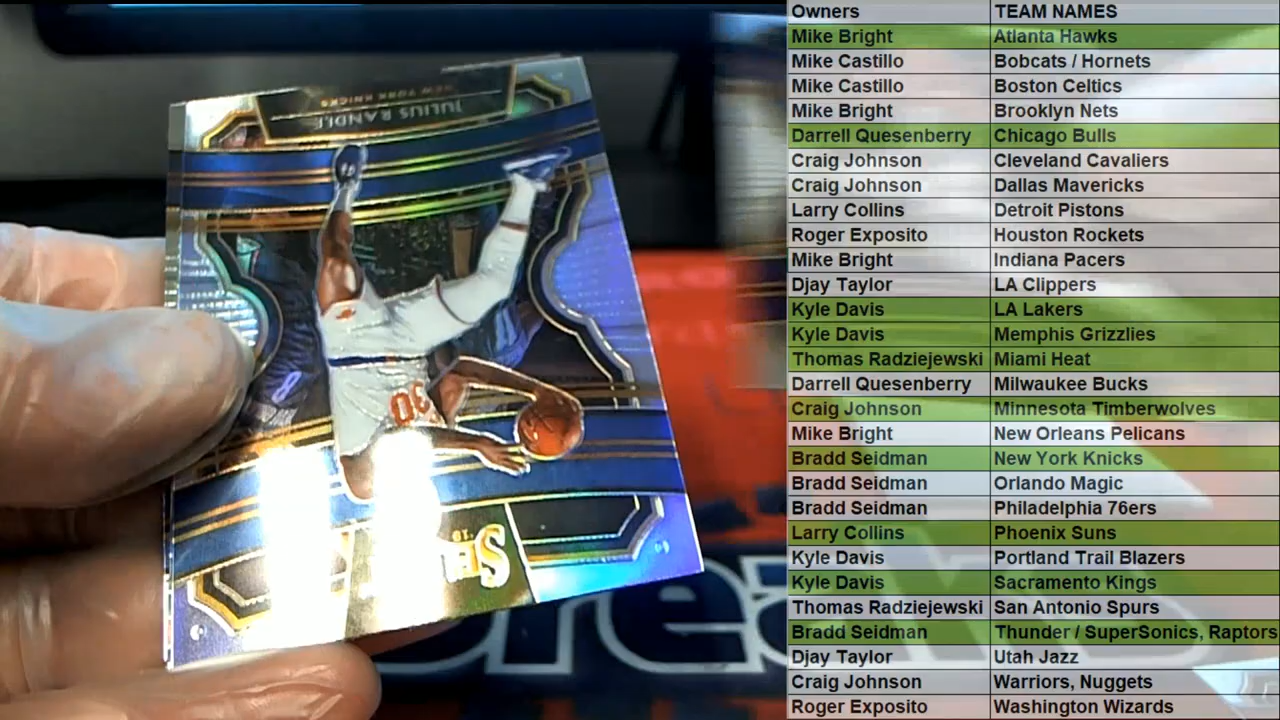 Owners TEAM NAMES
Mike Bright Atlanta Hawks
Mike Castillo Bobcats / Hornets
Mike Castillo Boston Celtics
Mike Bright Brooklyn Nets
Darrell Quesenberry Chicago Bulls
Craig Johnson Cleveland Cavaliers
Craig Johnson Dallas Mavericks
Larry Collins Detroit Pistons
Roger Exposito Houston Rockets
Mike Bright Indiana Pacers
Djay Taylor LA Clippers
Kyle Davis LA Lakers
Kyle Davis Memphis Grizzlies
Thomas Radziejewski Miami Heat
Darrell Quesenberry Milwaukee Bucks
Craig Johnson Minnesota Timberwolves
Mike Bright New Orleans Pelicans
Bradd Seidman New York Knicks
Bradd Seidman Orlando Magic
Bradd Seidman Philadelphia 76ers
Larry Collins Phoenix Suns
Kyle Davis Portland Trail Blazers
Kyle Davis Sacramento Kings
Thomas Radziejewski San Antonio Spurs
Bradd Seidman Thunder / SuperSonics, Raptors
Djay Taylor Utah Jazz
Craig Johnson Warriors, Nuggets
Roger Exposito Washington Wizards
JULIUS RANDLE
NEW YORK KNICKS
30
8